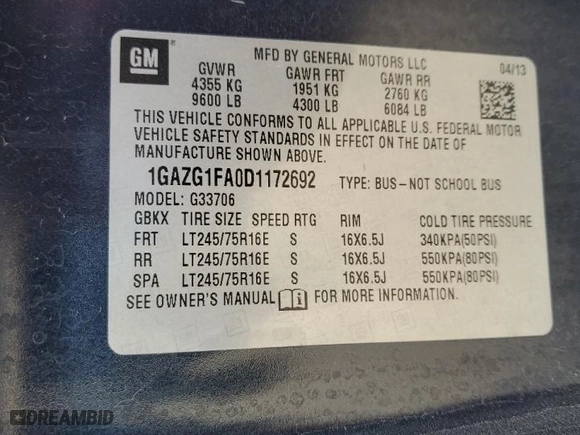 GM
MFD BY GENERAL MOTORS LLC
04/13
GVWR GAWR FRT GAWR RR
4355 KG 1951 KG 2760 KG
9600 LB 4300 LB 6084 LB
THIS VEHICLE CONFORMS TO ALL APPLICABLE U.S. FEDERAL MOTOR
VEHICLE SAFETY STANDARDS IN EFFECT ON THE DATE OF
MANUFACTURE SHOWN ABOVE.
1GAZG1FA0D1172692 TYPE: BUS-NOT SCHOOL BUS
MODEL: G33706
GBKX TIRE SIZE SPEED RTG RIM COLD TIRE PRESSURE
FRT LT245/75R16E S 16X6.5J 340KPA(50PSI)
RR LT245/75R16E S 16X6.5J 550KPA(80PSI)
SPA LT245/75R16E S 16X6.5J 550KPA(80PSI)
SEE OWNER'S MANUAL i FOR MORE INFORMATION.
DREAMBID